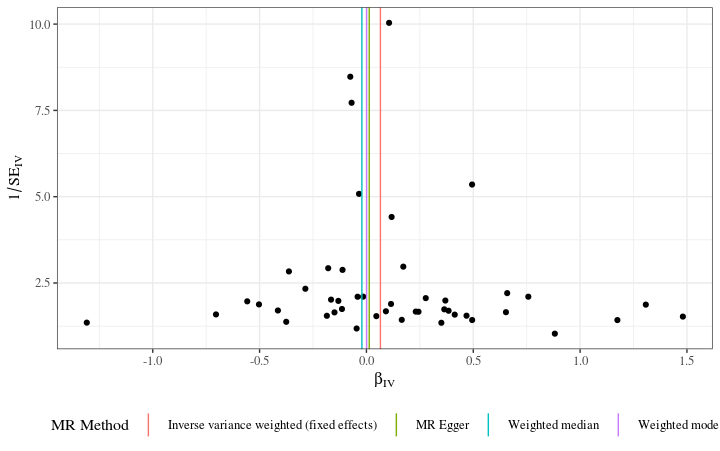 10.0
7.5
5.0
2.5
1/SE_IV
-1.0 -0.5 0.0 0.5 1.0 1.5
β_IV
MR Method Inverse variance weighted (fixed effects) MR Egger Weighted median Weighted mode